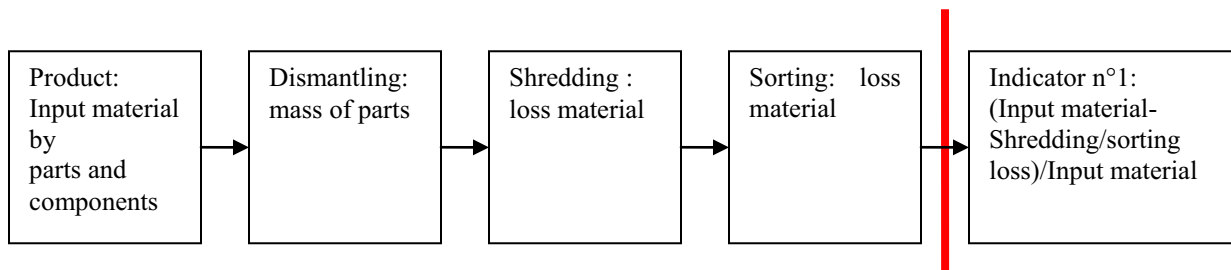 Product:
Input material
by
parts and
components
Dismantling:
mass of parts
Shredding :
loss material
Sorting: loss
material
Indicator n°1:
(Input material-
Shredding/sorting
loss)/Input material